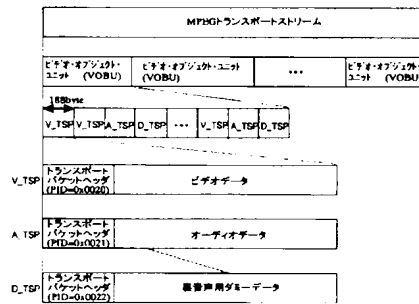 MPEGトランスポートストリーム
ビデオ・オブジェクト・
ユニット (VOBU)
ビデオ・オブジェクト・ユニット
(VOBU)
•••
ビデオ・オブジェクト・
ユニット (VOBU)
188byte
V_TSP V_TSP A_TSP D_TSP ••• V_TSP A_TSP D_TSP
V_TSP
トランスポート
パケットヘッダ
(PID=0x0020)
ビデオデータ
A_TSP
トランスポート
パケットヘッダ
(PID=0x0021)
オーディオデータ
D_TSP
トランスポート
パケットヘッダ
(PID=0x0022)
裏音声用ダミーデータ